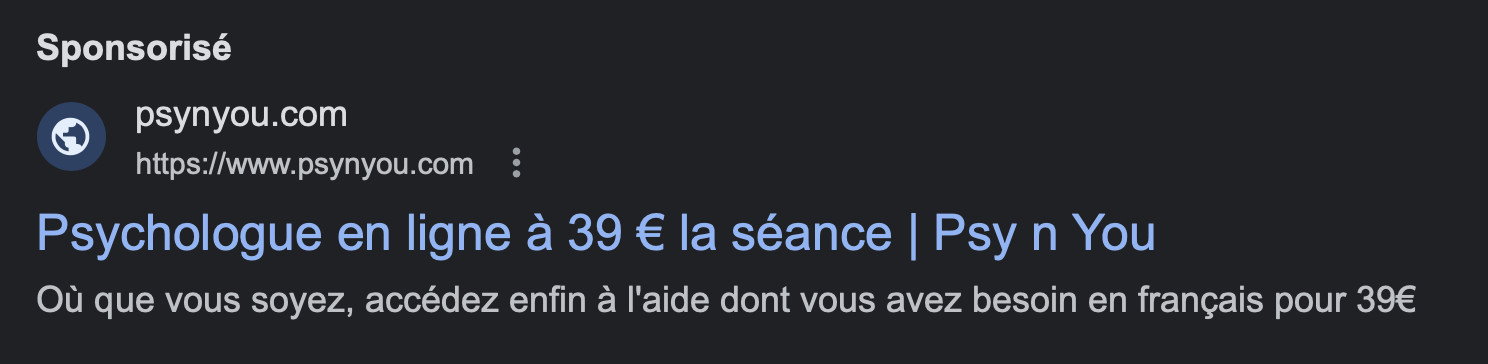 Sponsorisé
psynyou.com
https://www.psynyou.com
Psychologue en ligne à 39 € la séance | Psy n You
Où que vous soyez, accédez enfin à l'aide dont vous avez besoin en français pour 39€